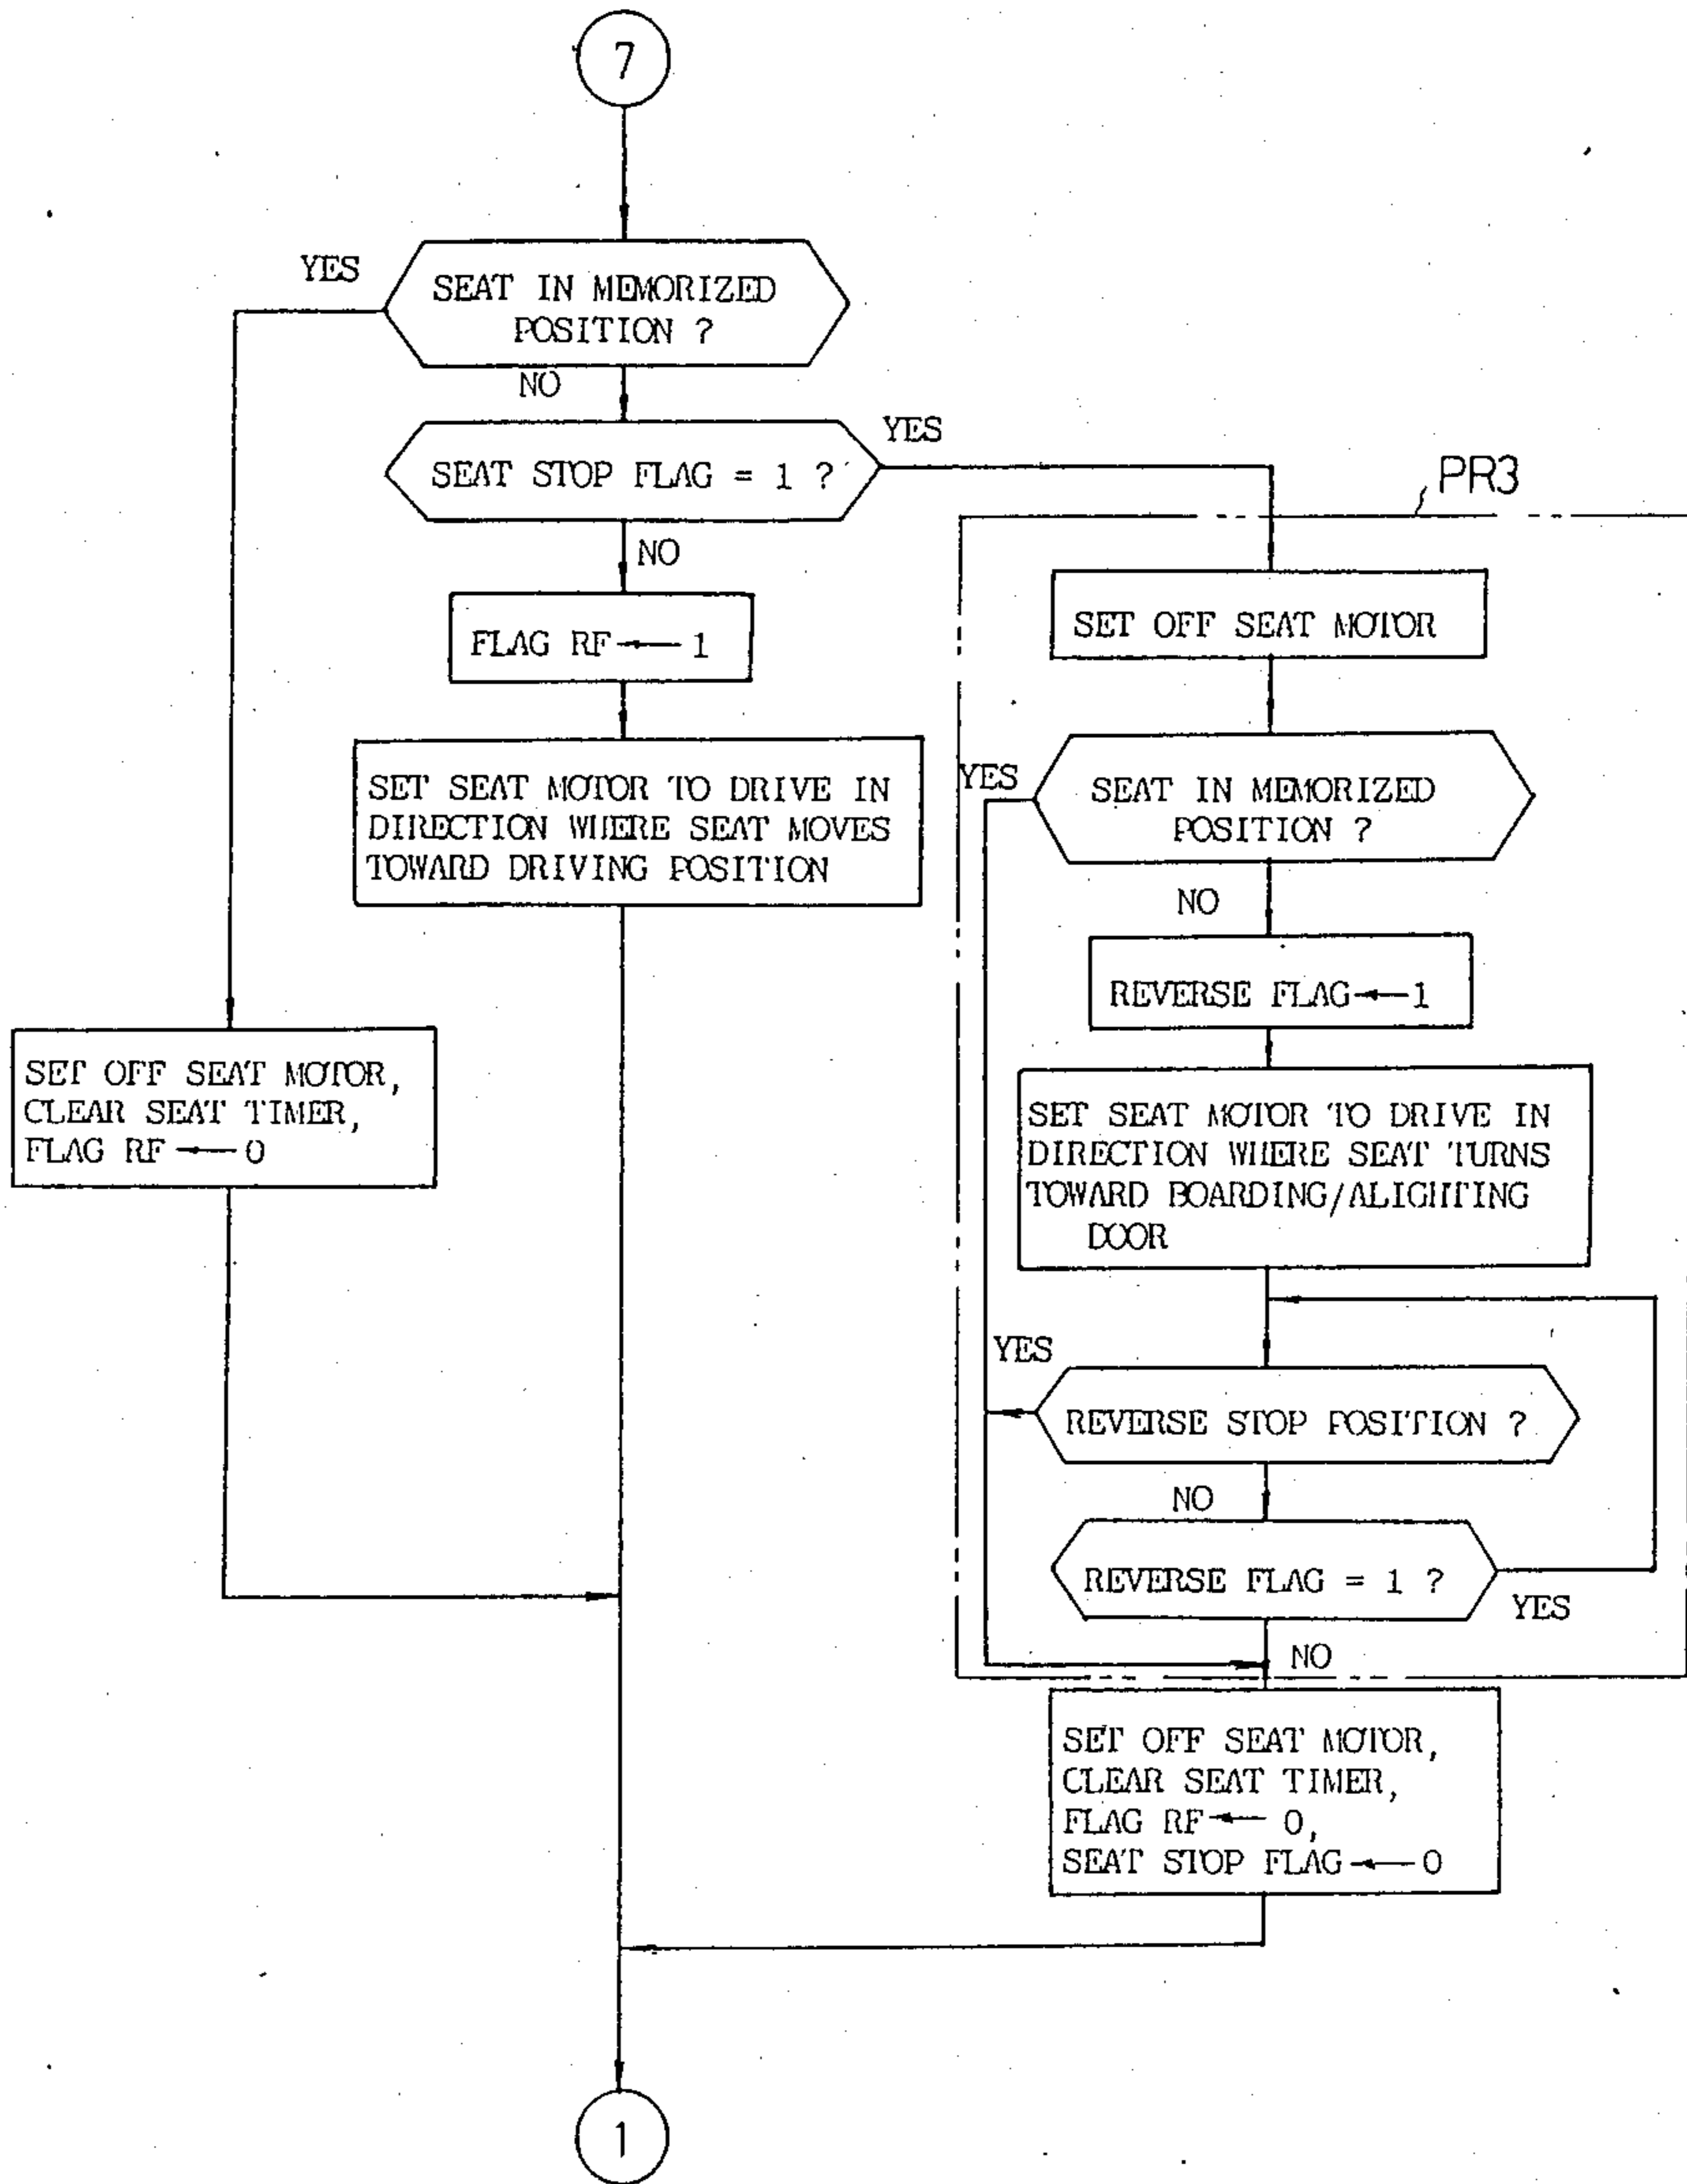 7
YES
SEAT IN MEMORIZED
POSITION ?
NO
YES
SEAT STOP FLAG = 1 ?
PR3
NO
FLAG RF ← 1
SET OFF SEAT MOTOR
SET SEAT MOTOR TO DRIVE IN
DIRECTION WHERE SEAT MOVES
TOWARD DRIVING POSITION
YES
SEAT IN MEMORIZED
POSITION ?
NO
REVERSE FLAG ← 1
SET OFF SEAT MOTOR,
CLEAR SEAT TIMER,
FLAG RF ← 0
SET SEAT MOTOR TO DRIVE IN
DIRECTION WHERE SEAT TURNS
TOWARD BOARDING/ALIGHTING
DOOR
YES
REVERSE STOP POSITION ?
NO
REVERSE FLAG = 1 ?
YES
NO
SET OFF SEAT MOTOR,
CLEAR SEAT TIMER,
FLAG RF ← 0,
SEAT STOP FLAG ← 0
1